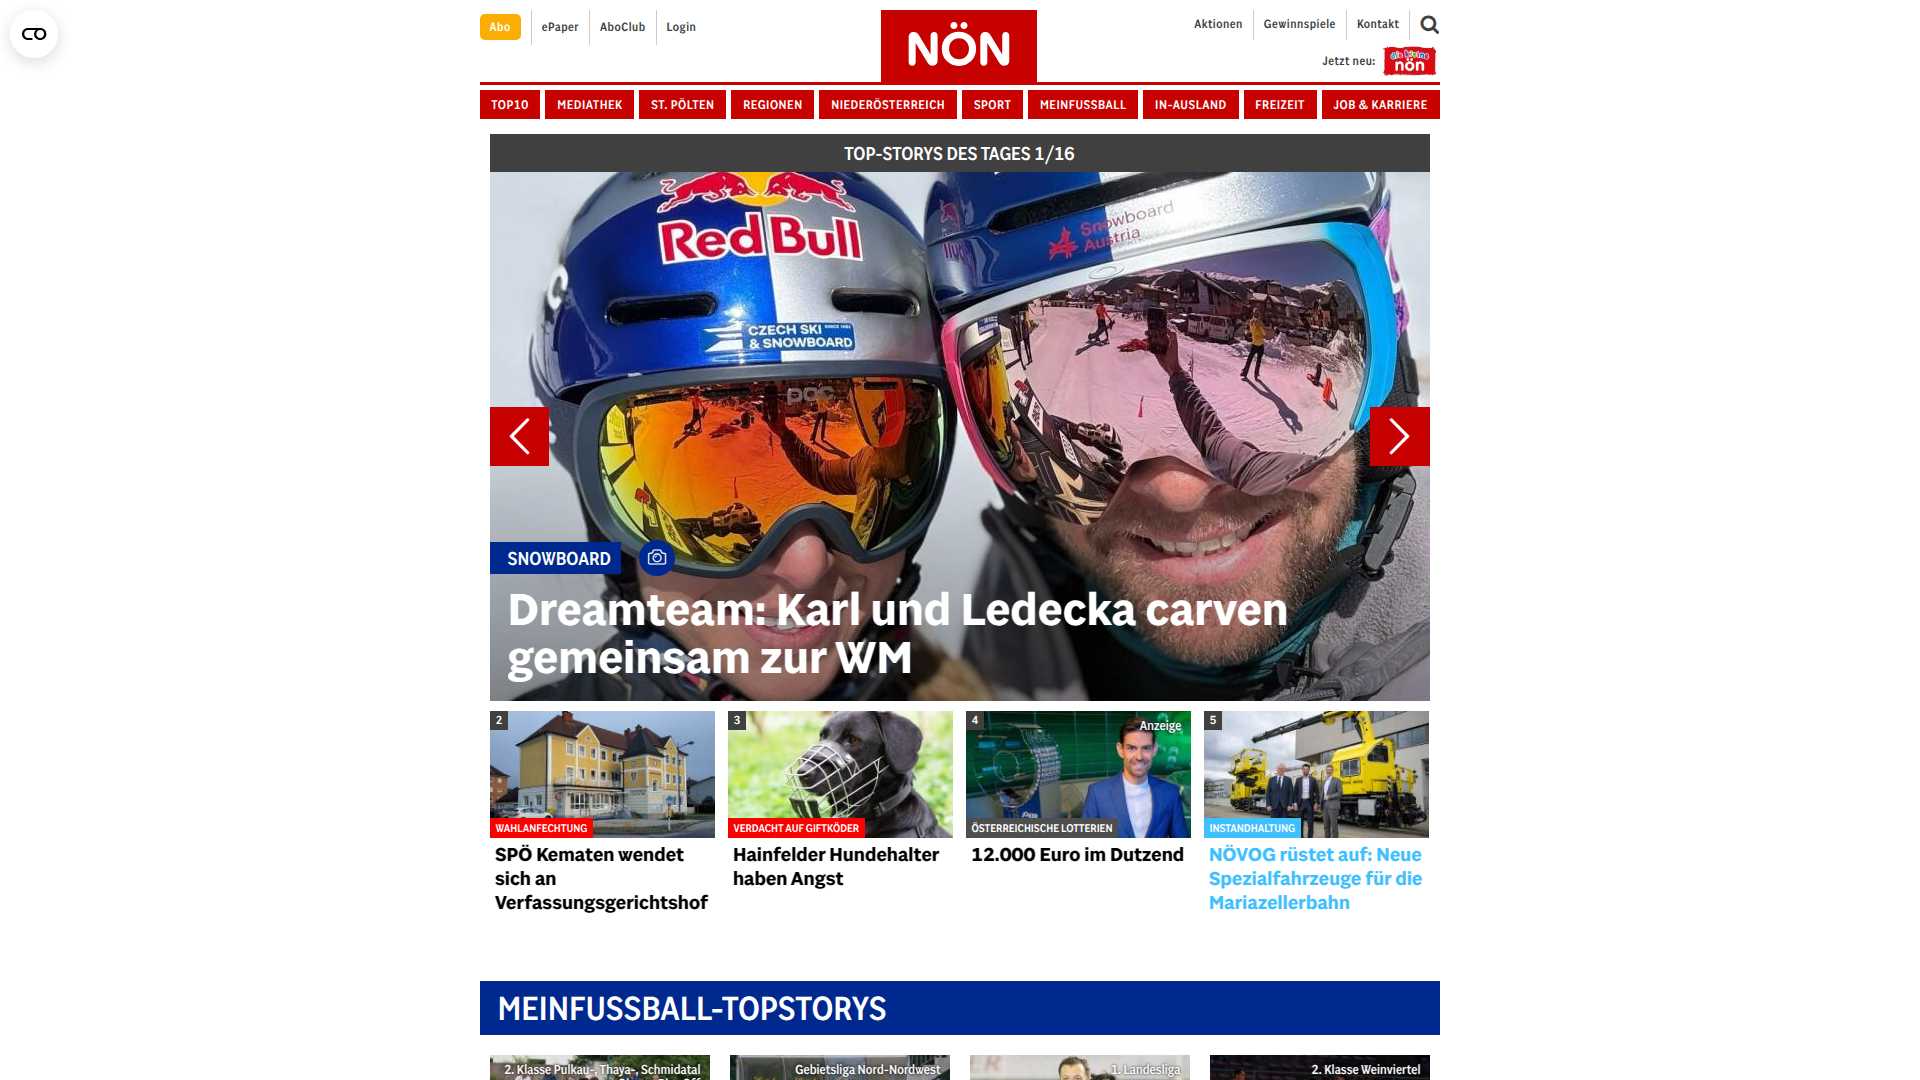 Abo
ePaper
AboClub
Login
NÖN
Aktionen
Gewinnspiele
Kontakt
Jetzt neu:
die kleine
nön
TOP10
MEDIATHEK
ST. PÖLTEN
REGIONEN
NIEDERÖSTERREICH
SPORT
MEINFUSSBALL
IN-AUSLAND
FREIZEIT
JOB & KARRIERE
TOP-STORYS DES TAGES 1/16
Red Bull
Snowboard
Austria
CZECH SKI
& SNOWBOARD
POC
SNOWBOARD
Dreamteam: Karl und Ledecka carven
gemeinsam zur WM
2
WAHLANFECHTUNG
SPÖ Kematen wendet
sich an
Verfassungsgerichtshof
3
VERDACHT AUF GIFTKÖDER
Hainfelder Hundehalter
haben Angst
4
Anzeige
ÖSTERREICHISCHE LOTTERIEN
12.000 Euro im Dutzend
5
INSTANDHALTUNG
NÖVOG rüstet auf: Neue
Spezialfahrzeuge für die
Mariazellerbahn
MEINFUSSBALL-TOPSTORYS
2. Klasse Pulkau-, Thaya-, Schmidatal
Gebietsliga Nord-Nordwest
1. Landesliga
2. Klasse Weinviertel